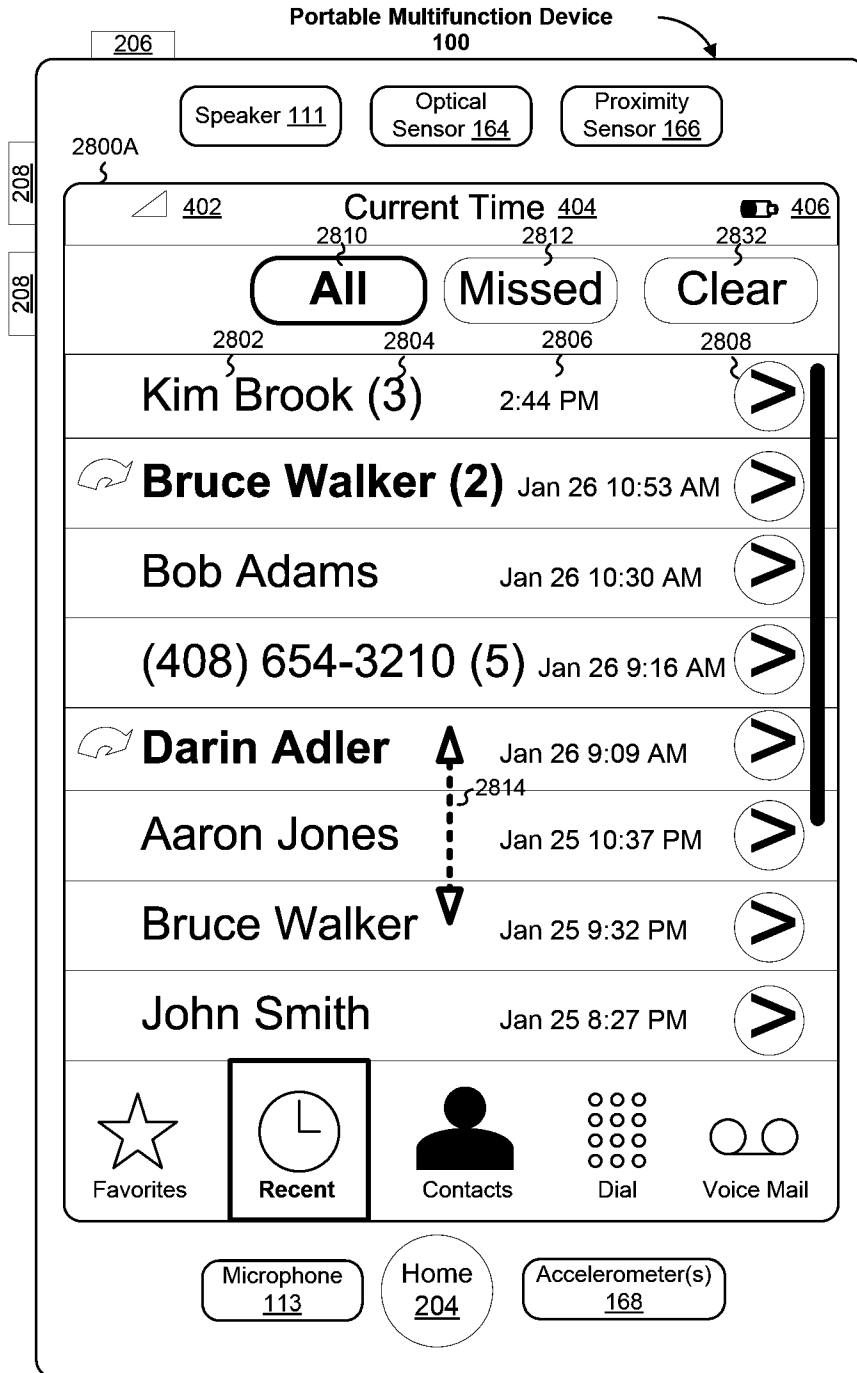 Portable Multifunction Device
100
206
Speaker 111
Optical
Sensor 164
Proximity
Sensor 166
2800A
208
208
402
Current Time 404
406
2810
2812
2832
All
Missed
Clear
2802
2804
2806
2808
Kim Brook (3) 2:44 PM >
Bruce Walker (2) Jan 26 10:53 AM >
Bob Adams Jan 26 10:30 AM >
(408) 654-3210 (5) Jan 26 9:16 AM >
Darin Adler Jan 26 9:09 AM >
2814
Aaron Jones Jan 25 10:37 PM >
Bruce Walker Jan 25 9:32 PM >
John Smith Jan 25 8:27 PM >
Favorites
Recent
Contacts
Dial
Voice Mail
Microphone
113
Home
204
Accelerometer(s)
168